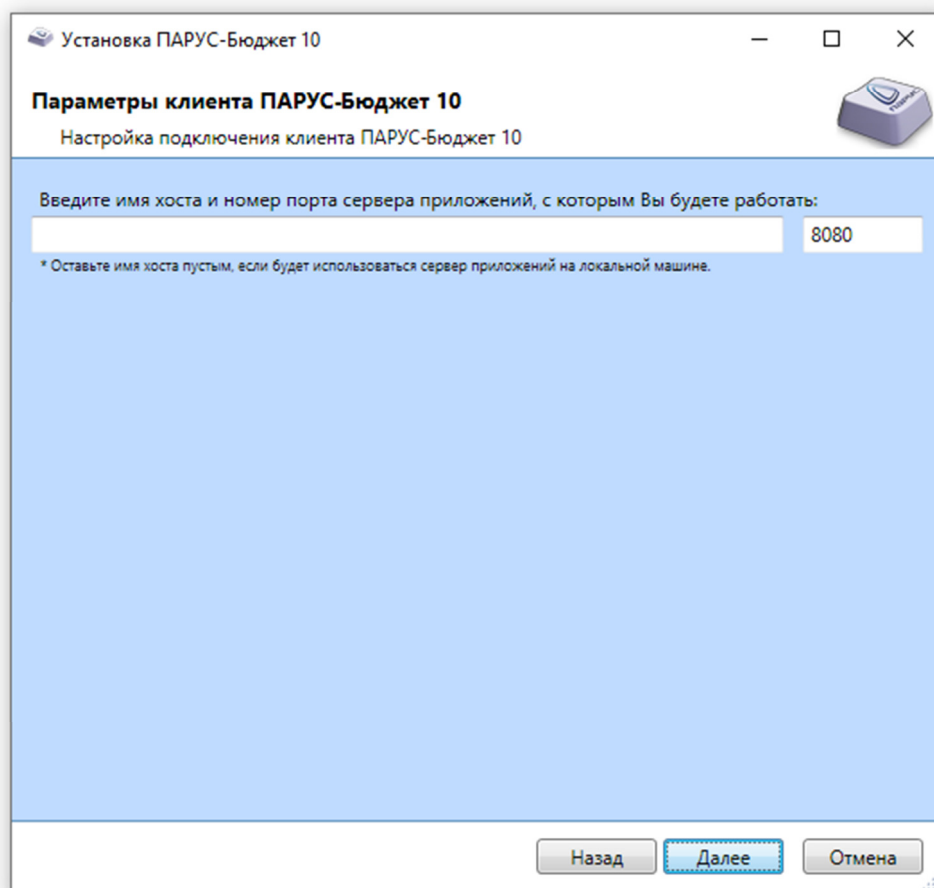 Установка ПАРУС-Бюджет 10
Параметры клиента ПАРУС-Бюджет 10
Настройка подключения клиента ПАРУС-Бюджет 10
ПАРУС
Введите имя хоста и номер порта сервера приложений, с которым Вы будете работать:
8080
* Оставьте имя хоста пустым, если будет использоваться сервер приложений на локальной машине.
Назад Далее Отмена